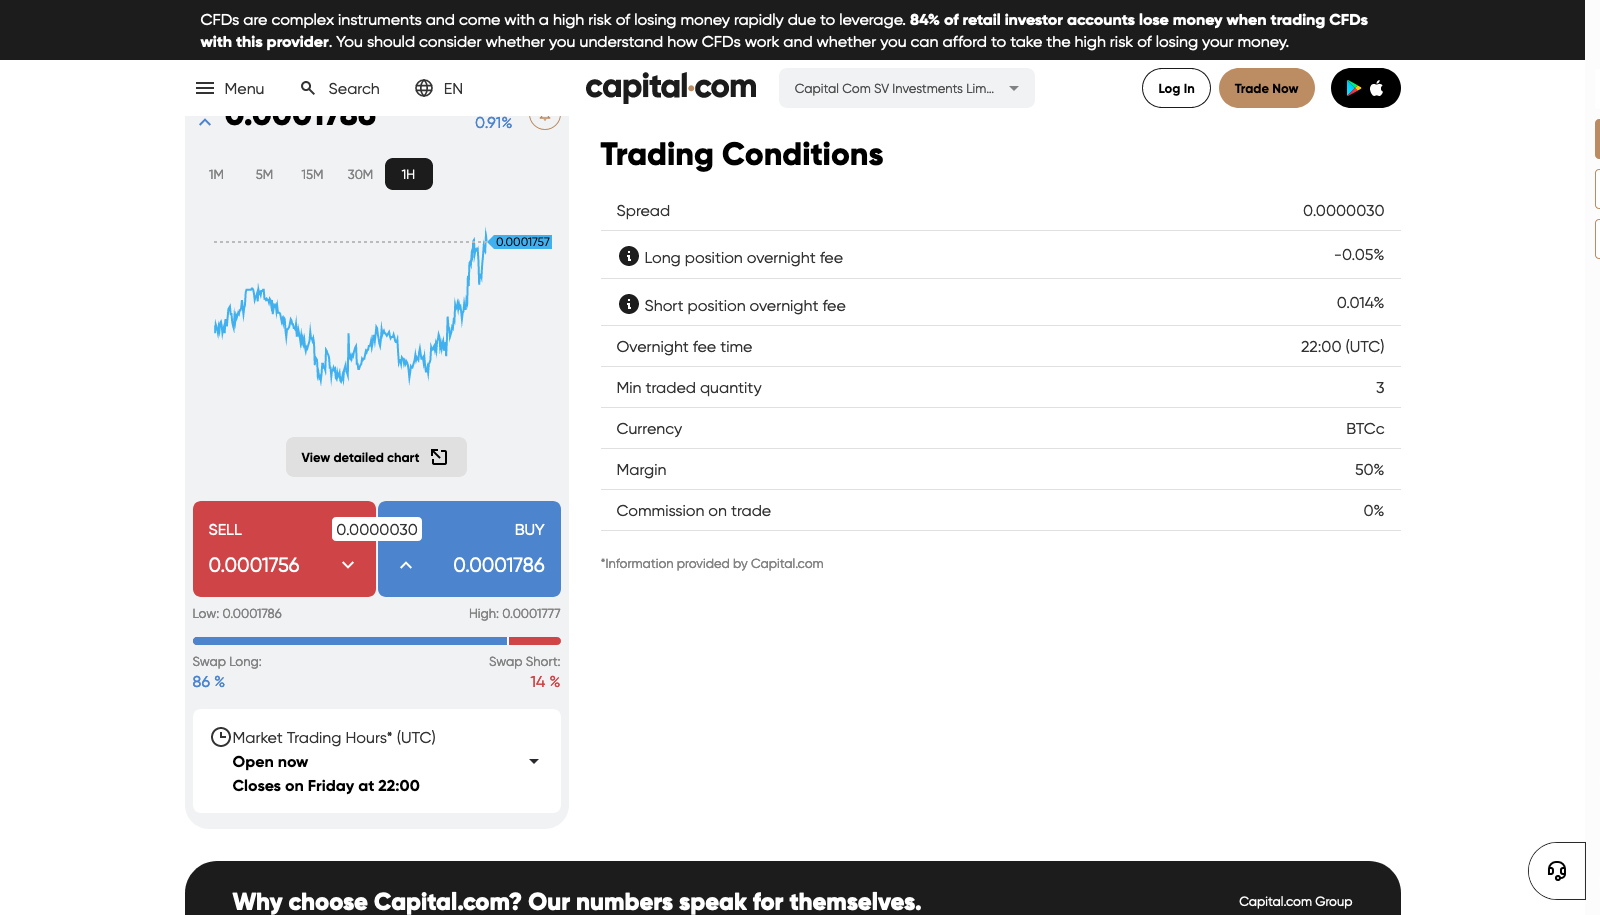 CFDs are complex instruments and come with a high risk of losing money rapidly due to leverage. 84% of retail investor accounts lose money when trading CFDs
with this provider. You should consider whether you understand how CFDs work and whether you can afford to take the high risk of losing your money.
Menu Search EN capital.com Capital Com SV Investments Lim... Log In Trade Now
0.0001786 0.91%
1M 5M 15M 30M 1H
0.0001757
View detailed chart
SELL 0.0000030 BUY
0.0001756 0.0001786
Low: 0.0001786 High: 0.0001777
Swap Long: Swap Short:
86 % 14 %
Market Trading Hours* (UTC)
Open now
Closes on Friday at 22:00
Trading Conditions
Spread 0.0000030
Long position overnight fee -0.05%
Short position overnight fee 0.014%
Overnight fee time 22:00 (UTC)
Min traded quantity 3
Currency BTCc
Margin 50%
Commission on trade 0%
*Information provided by Capital.com
Why choose Capital.com? Our numbers speak for themselves. Capital.com Group